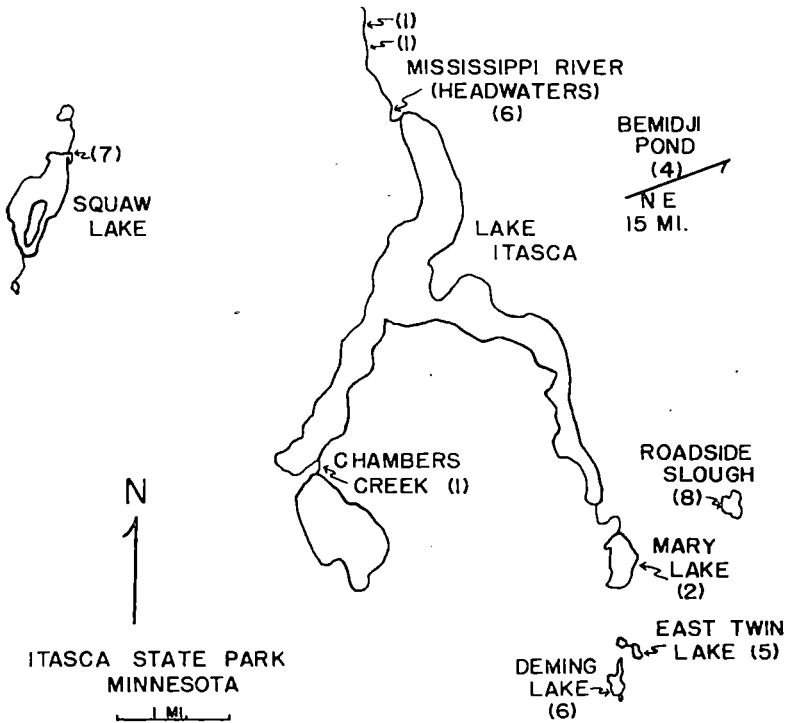 (1)
(1)
MISSISSIPPI RIVER
(HEADWATERS)
(6)
BEMIDJI
POND
(4)
N E
15 MI.
(7)
SQUAW
LAKE
LAKE
ITASCA
CHAMBERS
CREEK (1)
ROADSIDE
SLOUGH
(8)
N
MARY
LAKE
(2)
EAST TWIN
LAKE (5)
DEMING
LAKE
(6)
ITASCA STATE PARK
MINNESOTA
1 MI.